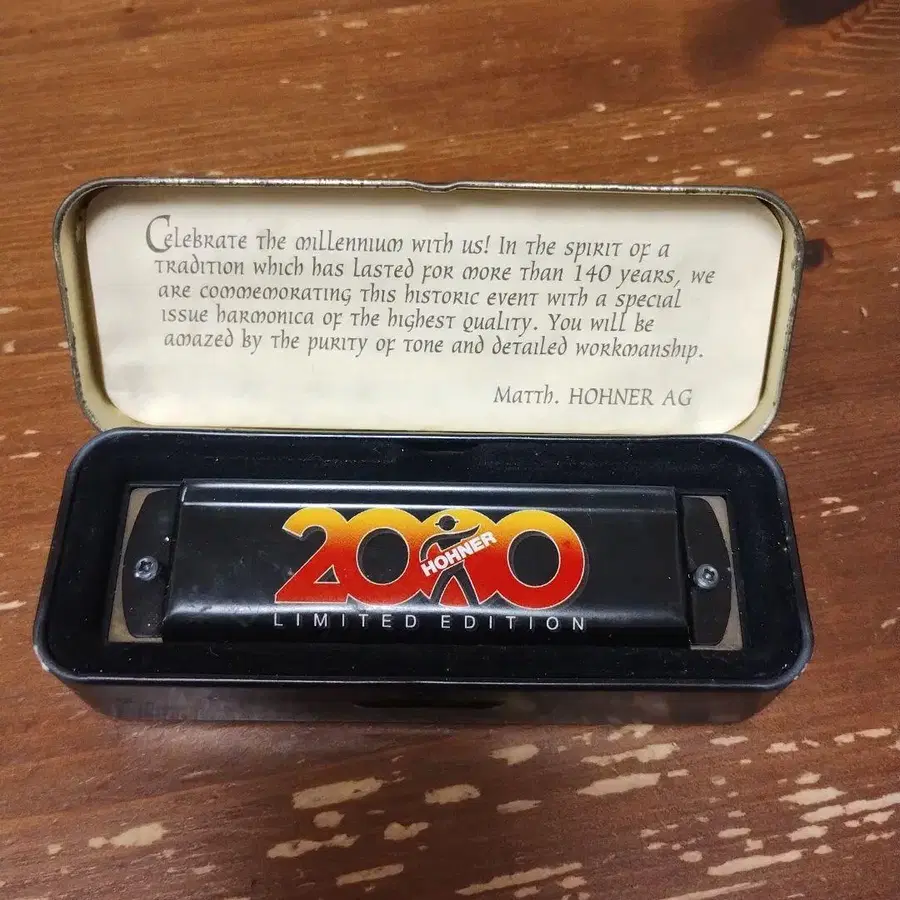 Celebrate the millennium with us! In the spirit of a
tradition which has lasted for more than 140 years, we
are commemorating this historic event with a special
issue harmonica of the highest quality. You will be
amazed by the purity of tone and detailed workmanship.
Matth. HOHNER AG
2000
HOHNER
LIMITED EDITION